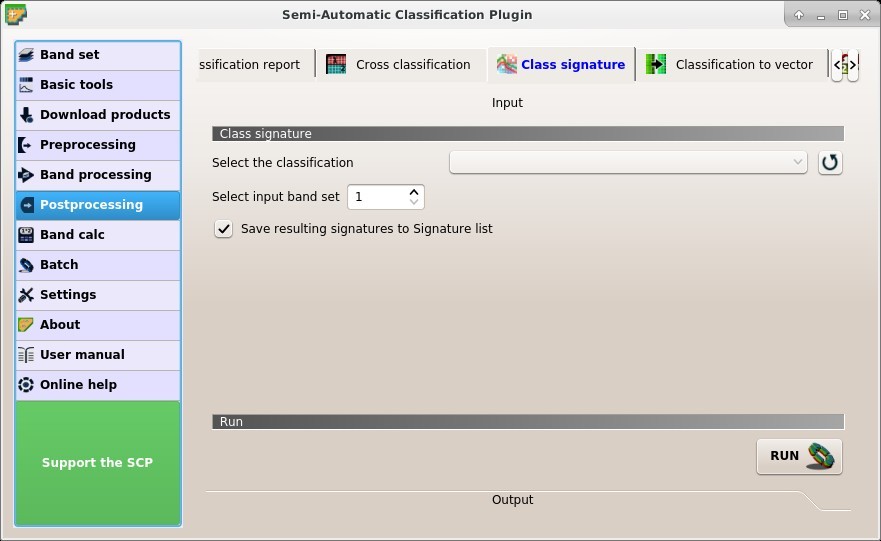 Semi-Automatic Classification Plugin
Band set
Basic tools
Download products
Preprocessing
Band processing
Postprocessing
Band calc
Batch
Settings
About
User manual
Online help
Support the SCP
ssification report
Cross classification
Class signature
Classification to vector
Input
Class signature
Select the classification
Select input band set 1
Save resulting signatures to Signature list
Run
RUN
Output